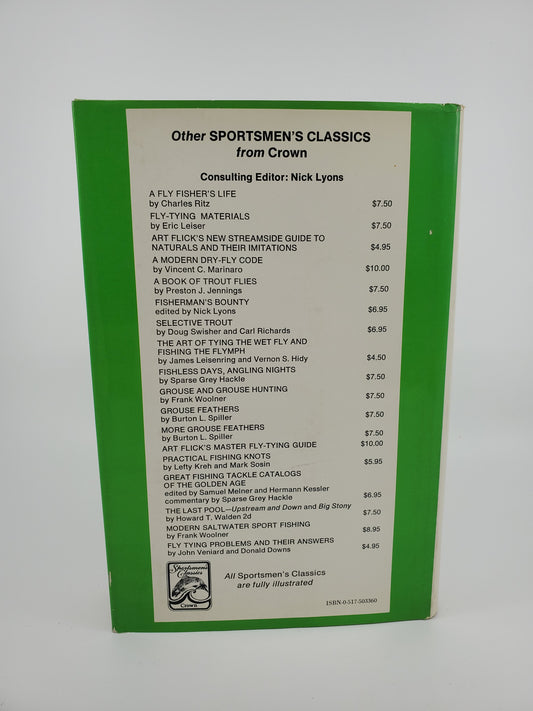 Other SPORTSMEN'S CLASSICS
from Crown
Consulting Editor: Nick Lyons
A FLY FISHER'S LIFE
by Charles Ritz $7.50
FLY-TYING MATERIALS
by Eric Leiser $7.50
ART FLICK'S NEW STREAMSIDE GUIDE TO
NATURALS AND THEIR IMITATIONS $4.95
A MODERN DRY-FLY CODE
by Vincent C. Marinaro $10.00
A BOOK OF TROUT FLIES
by Preston J. Jennings $7.50
FISHERMAN'S BOUNTY
edited by Nick Lyons $6.95
SELECTIVE TROUT
by Doug Swisher and Carl Richards $6.95
THE ART OF TYING THE WET FLY AND
FISHING THE FLYMPH
by James Leisenring and Vernon S. Hidy $4.50
FISHLESS DAYS, ANGLING NIGHTS
by Sparse Grey Hackle $7.50
GROUSE AND GROUSE HUNTING
by Frank Woolner $7.50
GROUSE FEATHERS
by Burton L. Spiller $7.50
MORE GROUSE FEATHERS
by Burton L. Spiller $7.50
ART FLICK'S MASTER FLY-TYING GUIDE $10.00
PRACTICAL FISHING KNOTS
by Lefty Kreh and Mark Sosin $5.95
GREAT FISHING TACKLE CATALOGS
OF THE GOLDEN AGE
edited by Samuel Melner and Hermann Kessler
commentary by Sparse Grey Hackle $6.95
THE LAST POOL—Upstream and Down and Big Stony
by Howard T. Walden 2d $7.50
MODERN SALTWATER SPORT FISHING
by Frank Woolner $8.95
FLY TYING PROBLEMS AND THEIR ANSWERS
by John Veniard and Donald Downs $4.95
Sportsmen's
Classics
Crown
All Sportsmen's Classics
are fully illustrated
ISBN-0-517-503360